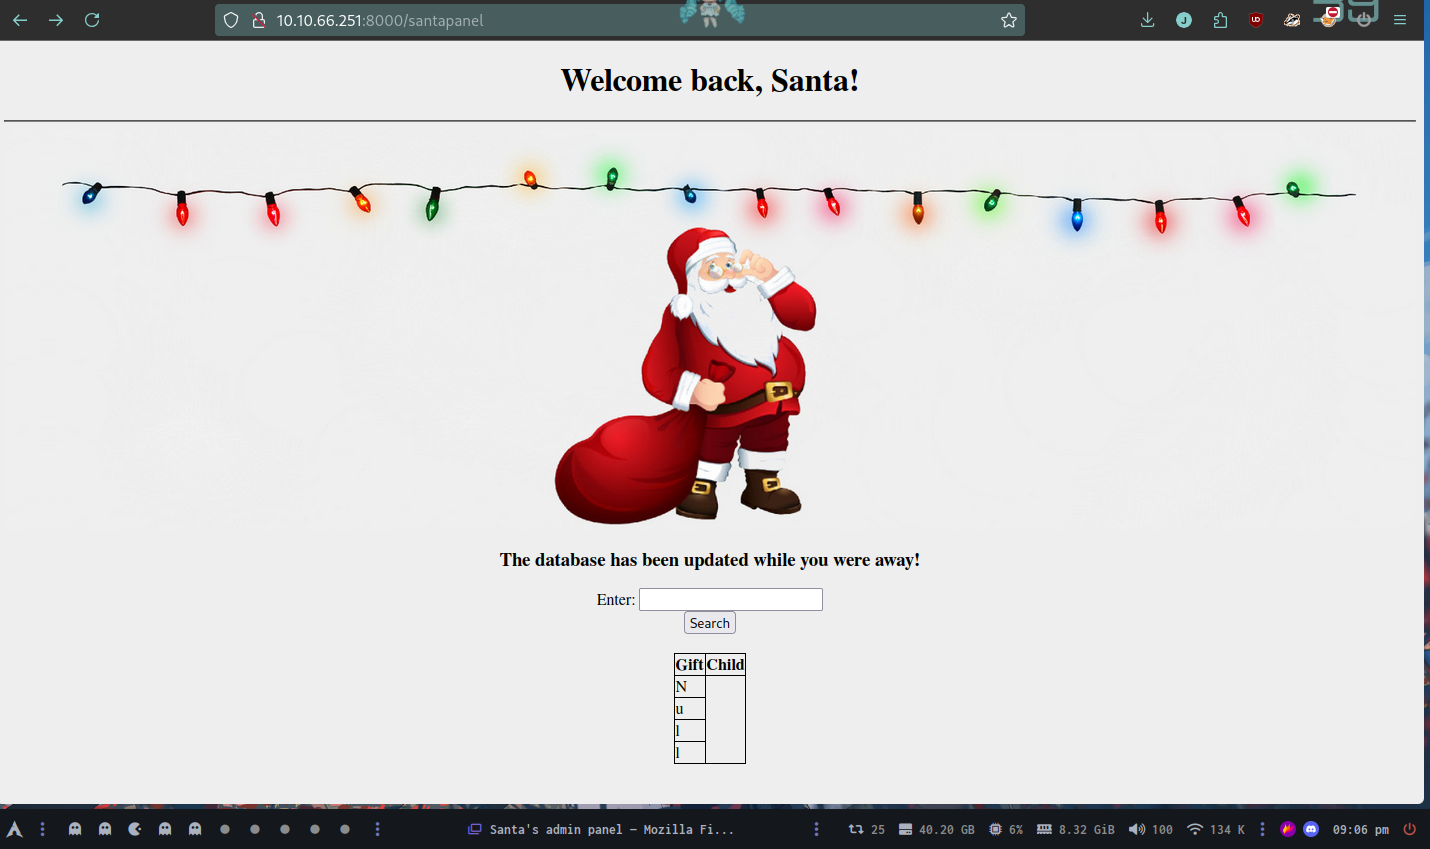 10.10.66.251:8000/santapanel
Welcome back, Santa!
The database has been updated while you were away!
Enter:
Search
Gift Child
N
u
l
l
Santa's admin panel — Mozilla Fi... 25 40.20 GB 6% 8.32 GiB 100 134 K 09:06 pm